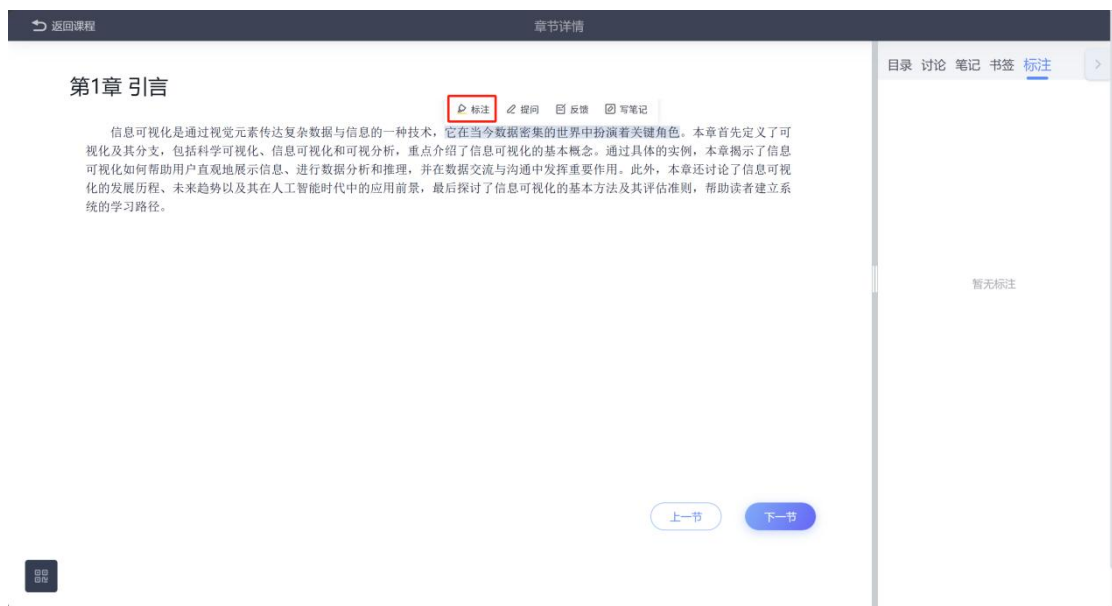 返回课程
章节详情
目录 讨论 笔记 书签 标注
第1章 引言
标注 提问 反馈 写笔记
信息可视化是通过视觉元素传达复杂数据与信息的一种技术，它在当今数据密集的世界中扮演着关键角色。本章首先定义了可
视化及其分支，包括科学可视化、信息可视化和可视分析，重点介绍了信息可视化的基本概念。通过具体的实例，本章揭示了信息
可视化如何帮助用户直观地展示信息、进行数据分析和推理，并在数据交流与沟通中发挥重要作用。此外，本章还讨论了信息可视
化的发展历程、未来趋势以及其在人工智能时代中的应用前景，最后探讨了信息可视化的基本方法及其评估准则，帮助读者建立系
统的学习路径。
暂无标注
上一节 下一节